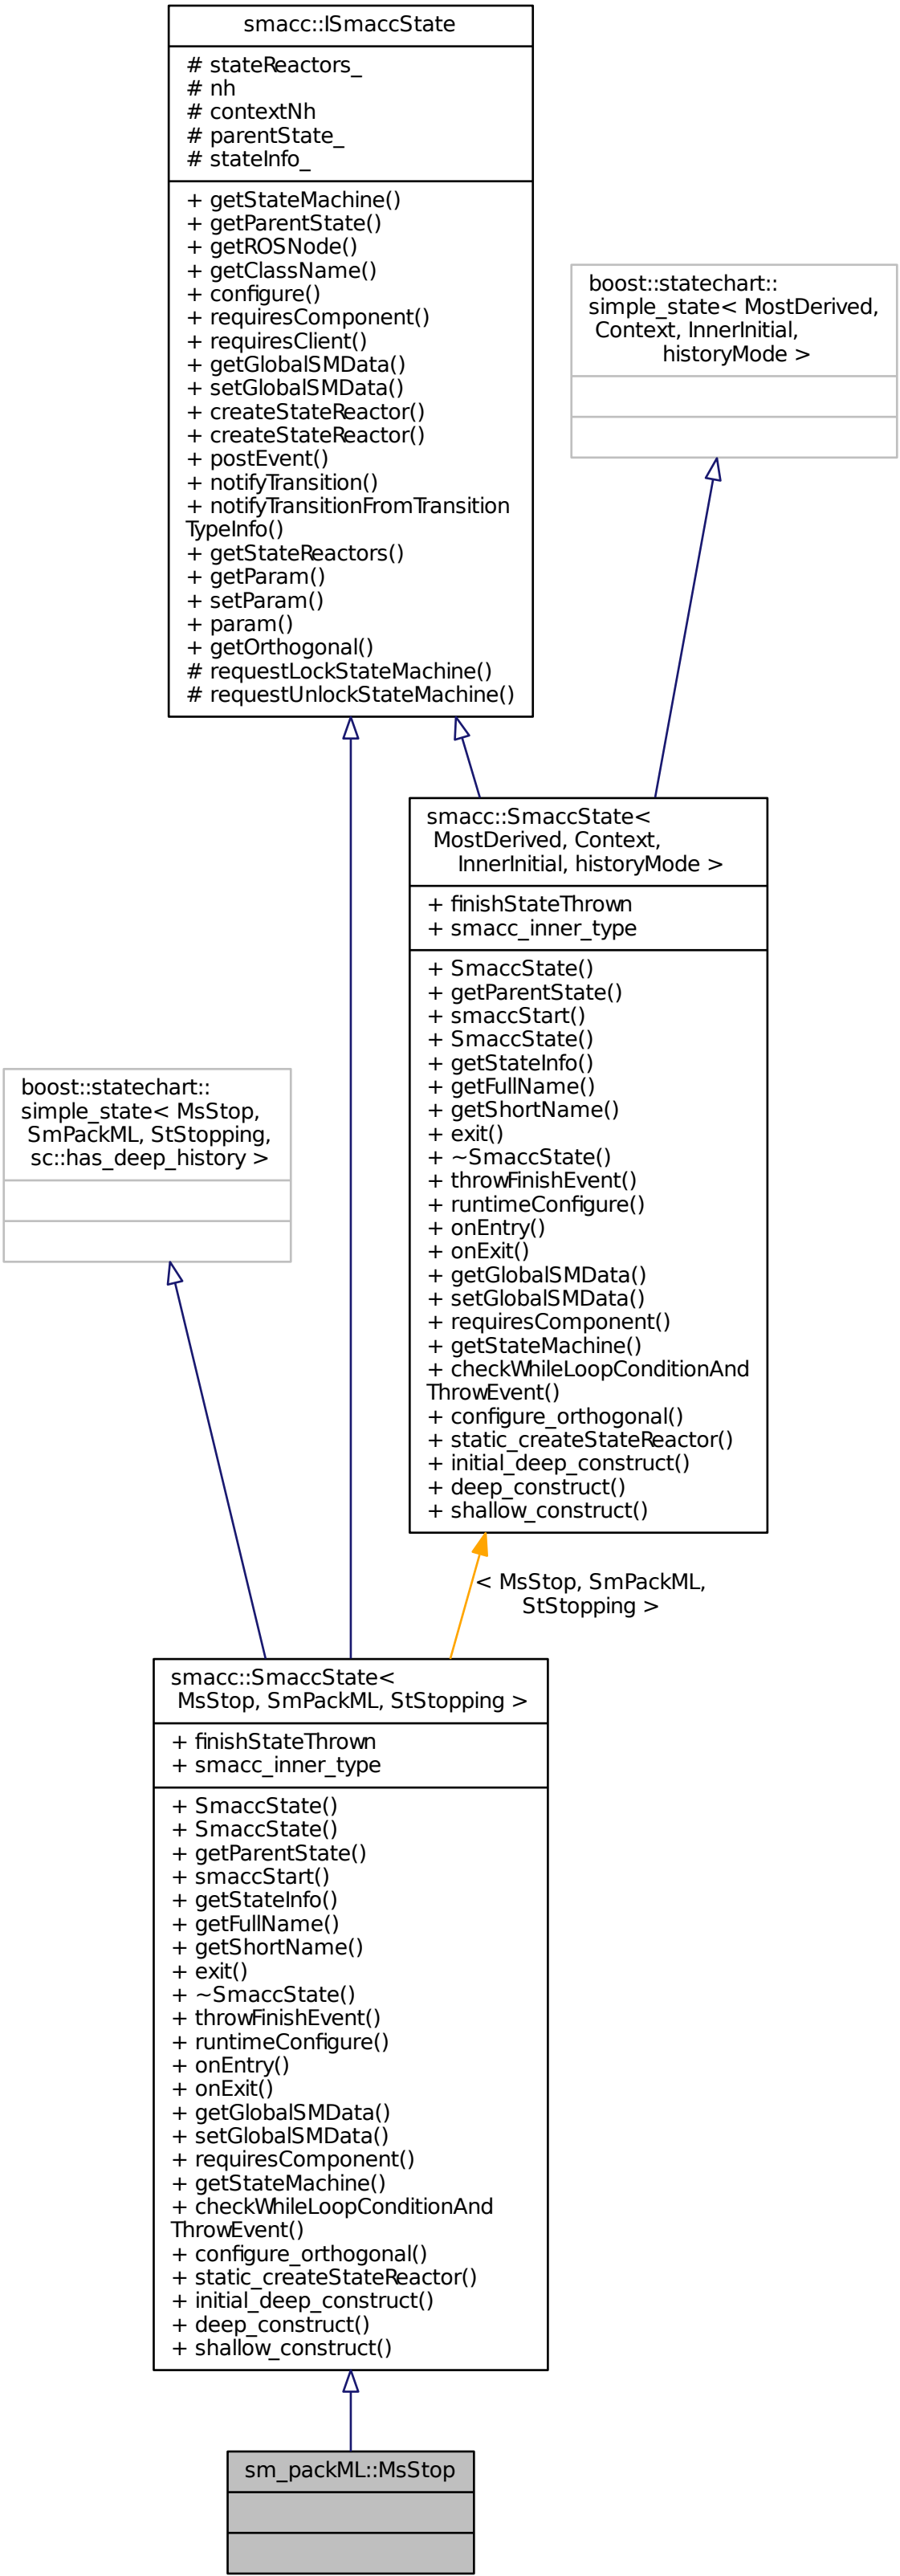 smacc::ISmaccState
# stateReactors_
# nh
# contextNh
# parentState_
# stateInfo_
+ getStateMachine()
+ getParentState()
+ getROSNode()
+ getClassName()
+ configure()
+ requiresComponent()
+ requiresClient()
+ getGlobalSMData()
+ setGlobalSMData()
+ createStateReactor()
+ createStateReactor()
+ postEvent()
+ notifyTransition()
+ notifyTransitionFromTransition
TypeInfo()
+ getStateReactors()
+ getParam()
+ setParam()
+ param()
+ getOrthogonal()
# requestLockStateMachine()
# requestUnlockStateMachine()
boost::statechart::
simple_state< MostDerived,
Context, InnerInitial,
historyMode >
smacc::SmaccState<
MostDerived, Context,
InnerInitial, historyMode >
+ finishStateThrown
+ smacc_inner_type
+ SmaccState()
+ getParentState()
+ smaccStart()
+ SmaccState()
+ getStateInfo()
+ getFullName()
+ getShortName()
+ exit()
+ ~SmaccState()
+ throwFinishEvent()
+ runtimeConfigure()
+ onEntry()
+ onExit()
+ getGlobalSMData()
+ setGlobalSMData()
+ requiresComponent()
+ getStateMachine()
+ checkWhileLoopConditionAnd
ThrowEvent()
+ configure_orthogonal()
+ static_createStateReactor()
+ initial_deep_construct()
+ deep_construct()
+ shallow_construct()
boost::statechart::
simple_state< MsStop,
SmPackML, StStopping,
sc::has_deep_history >
< MsStop, SmPackML,
StStopping >
smacc::SmaccState<
MsStop, SmPackML, StStopping >
+ finishStateThrown
+ smacc_inner_type
+ SmaccState()
+ SmaccState()
+ getParentState()
+ smaccStart()
+ getStateInfo()
+ getFullName()
+ getShortName()
+ exit()
+ ~SmaccState()
+ throwFinishEvent()
+ runtimeConfigure()
+ onEntry()
+ onExit()
+ getGlobalSMData()
+ setGlobalSMData()
+ requiresComponent()
+ getStateMachine()
+ checkWhileLoopConditionAnd
ThrowEvent()
+ configure_orthogonal()
+ static_createStateReactor()
+ initial_deep_construct()
+ deep_construct()
+ shallow_construct()
sm_packML::MsStop